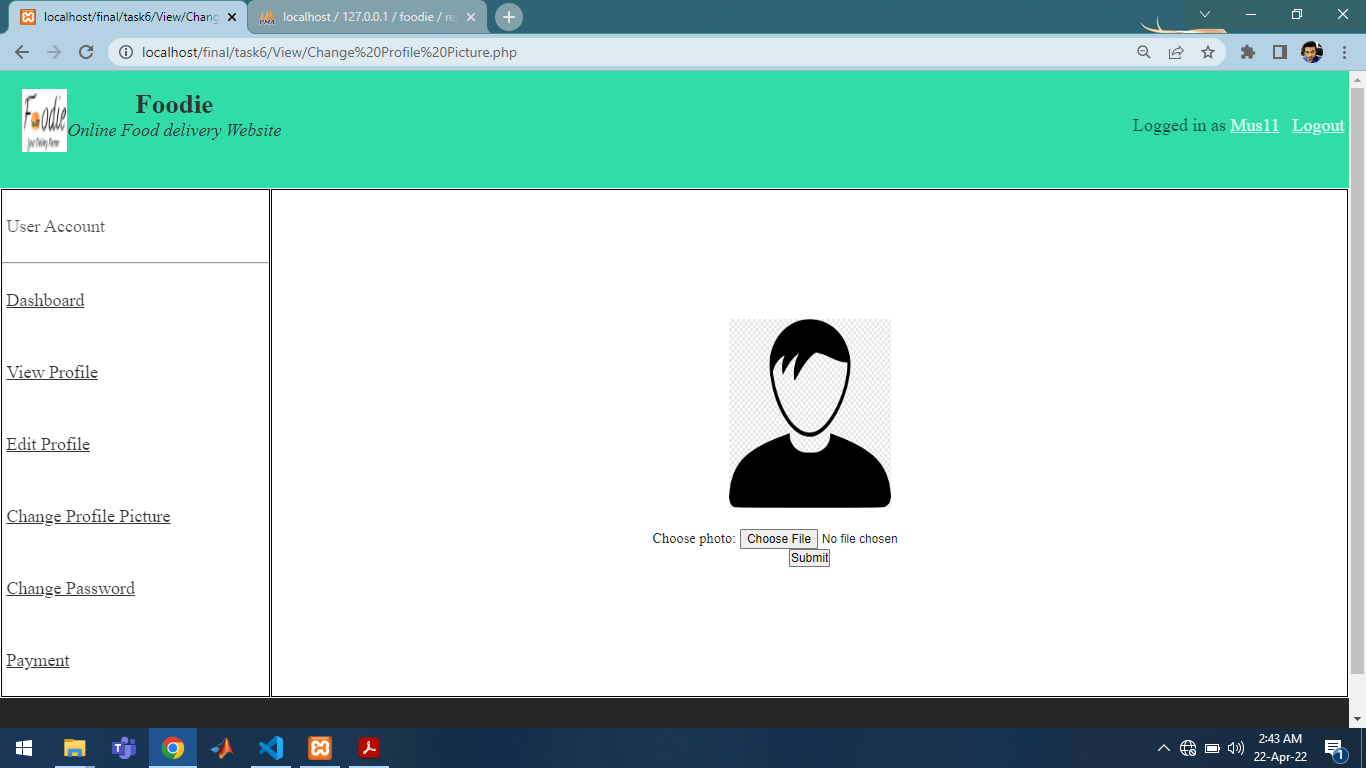 localhost/final/task6/View/Chang
localhost / 127.0.0.1 / foodie / re
localhost/final/task6/View/Change%20Profile%20Picture.php
Foodie
Your Delivery Partner
Foodie
Online Food delivery Website
Logged in as Mus11 Logout
User Account
Dashboard
View Profile
Edit Profile
Change Profile Picture
Change Password
Payment
Choose photo: Choose File No file chosen
Submit
2:43 AM
22-Apr-22
1